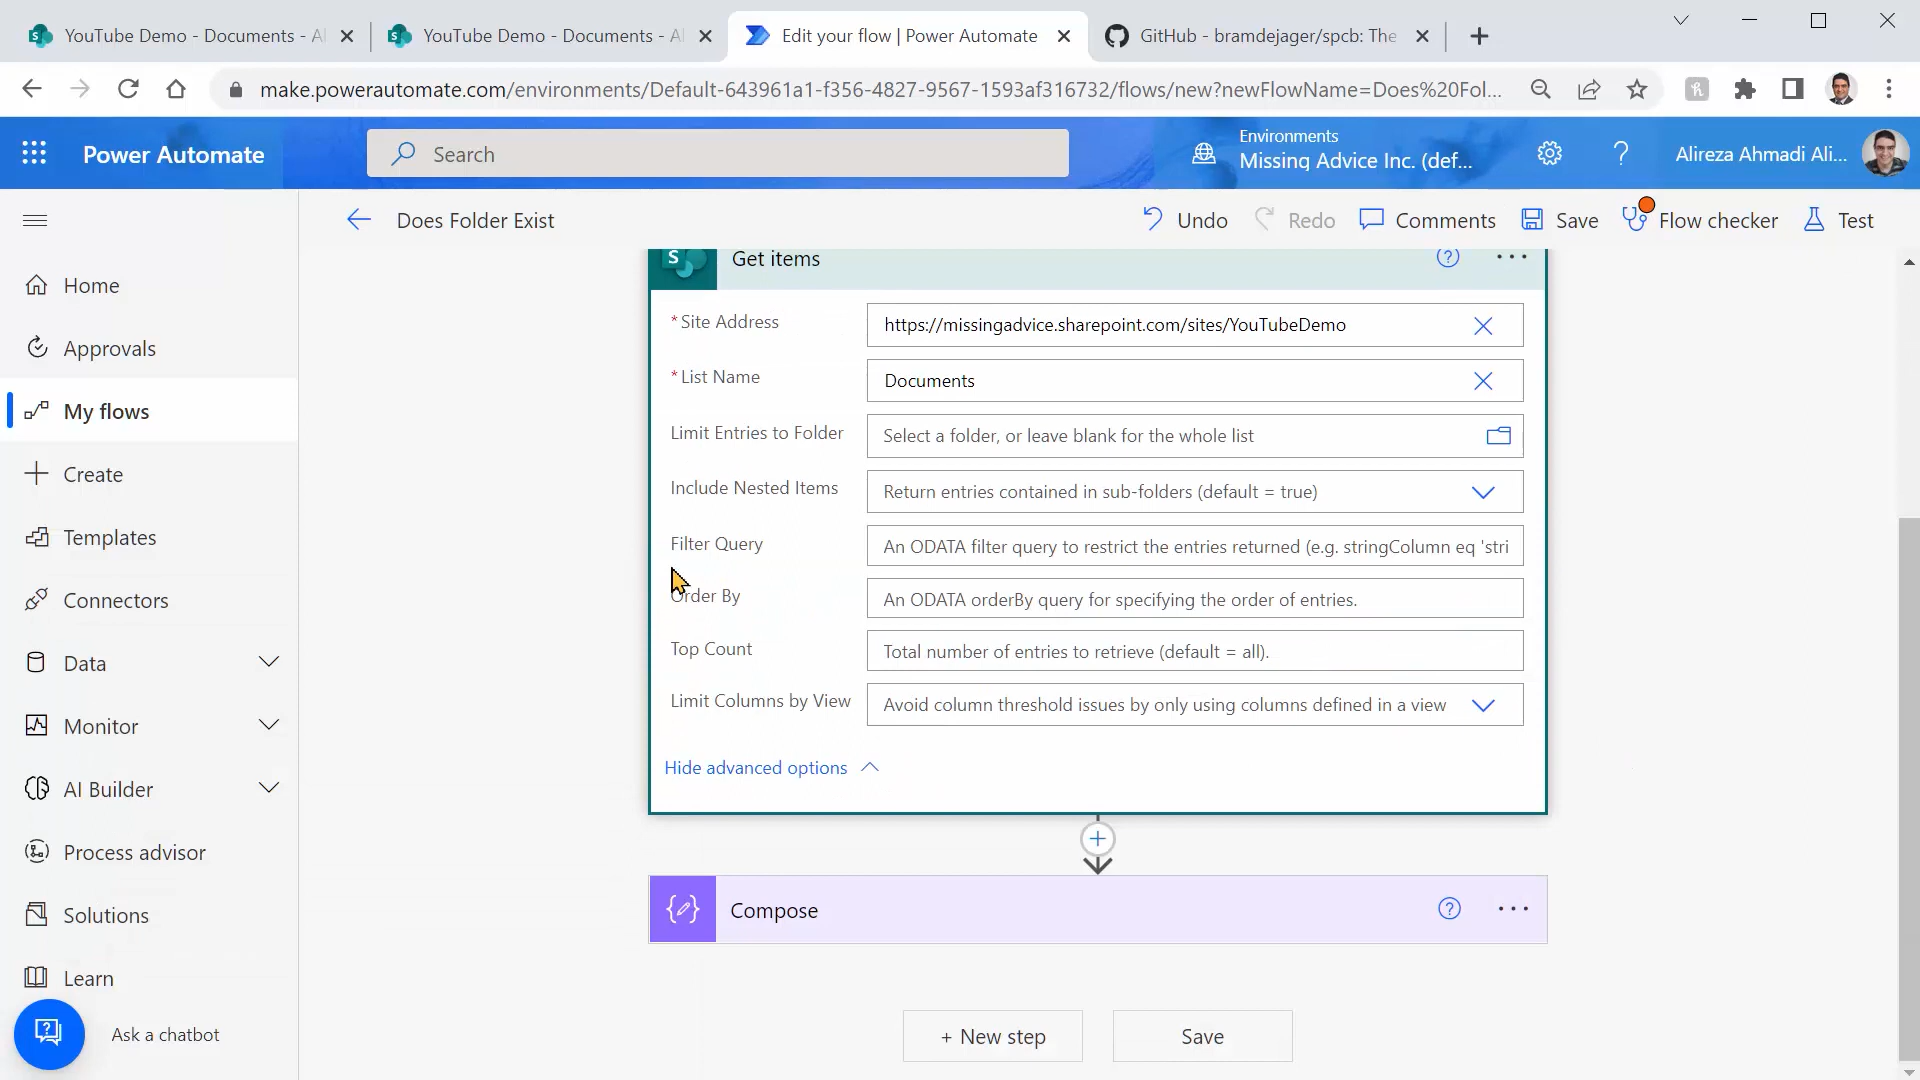 YouTube Demo - Documents - Al
YouTube Demo - Documents - Al
Edit your flow | Power Automate
GitHub - bramdejager/spcb: The
make.powerautomate.com/environments/Default-643961a1-f356-4827-9567-1593af316732/flows/new?newFlowName=Does%20Fol...
Power Automate
Search
Environments
Missing Advice Inc. (def...
Alireza Ahmadi Ali...
Does Folder Exist
Undo
Redo
Comments
Save
Flow checker
Test
Home
Approvals
My flows
Create
Templates
Connectors
Data
Monitor
AI Builder
Process advisor
Solutions
Learn
Ask a chatbot
Get items
* Site Address
https://missingadvice.sharepoint.com/sites/YouTubeDemo
* List Name
Documents
Limit Entries to Folder
Select a folder, or leave blank for the whole list
Include Nested Items
Return entries contained in sub-folders (default = true)
Filter Query
An ODATA filter query to restrict the entries returned (e.g. stringColumn eq 'stri
Order By
An ODATA orderBy query for specifying the order of entries.
Top Count
Total number of entries to retrieve (default = all).
Limit Columns by View
Avoid column threshold issues by only using columns defined in a view
Hide advanced options
Compose
+ New step
Save